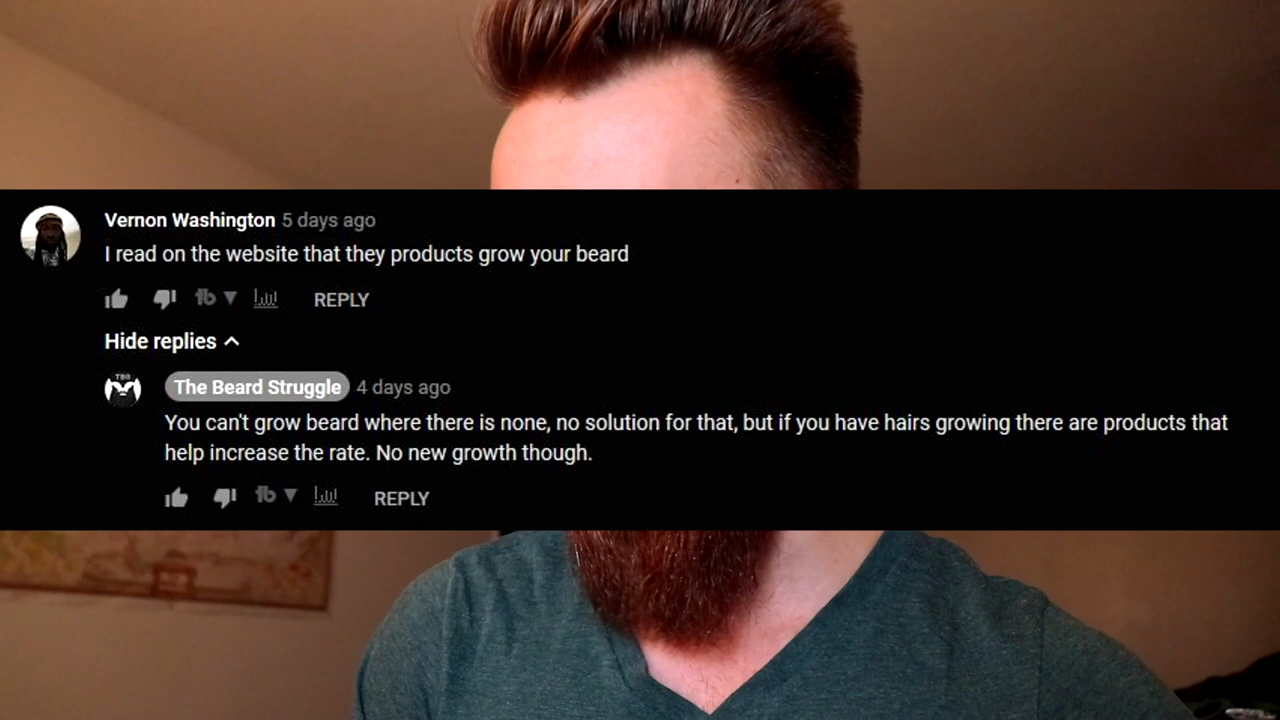 Vernon Washington 5 days ago
I read on the website that they products grow your beard
REPLY
Hide replies
The Beard Struggle 4 days ago
You can't grow beard where there is none, no solution for that, but if you have hairs growing there are products that
help increase the rate. No new growth though.
REPLY